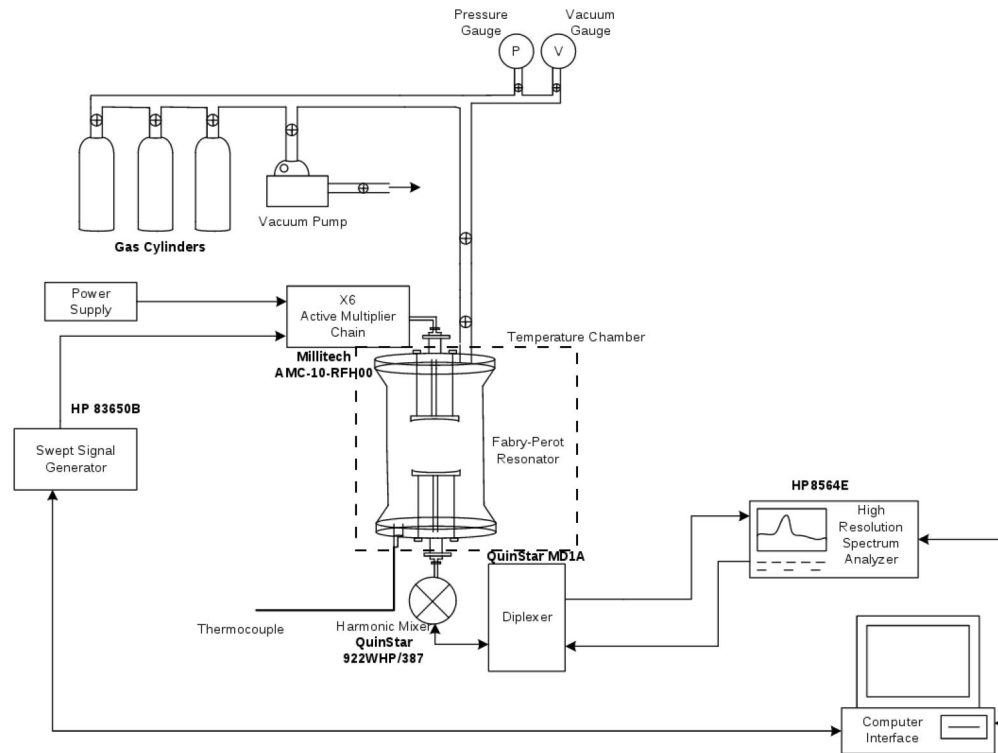 Pressure
Gauge
Vacuum
Gauge
P
V
Vacuum Pump
Gas Cylinders
Power
Supply
X6
Active Multiplier
Chain
Millitech
AMC-10-RFH00
Temperature Chamber
HP 83650B
Swept Signal
Generator
Fabry-Perot
Resonator
HP8564E
High
Resolution
Spectrum
Analyzer
QuinStar MD1A
Diplexer
Thermocouple
Harmonic Mixer
QuinStar
922WHP/387
Computer
Interface